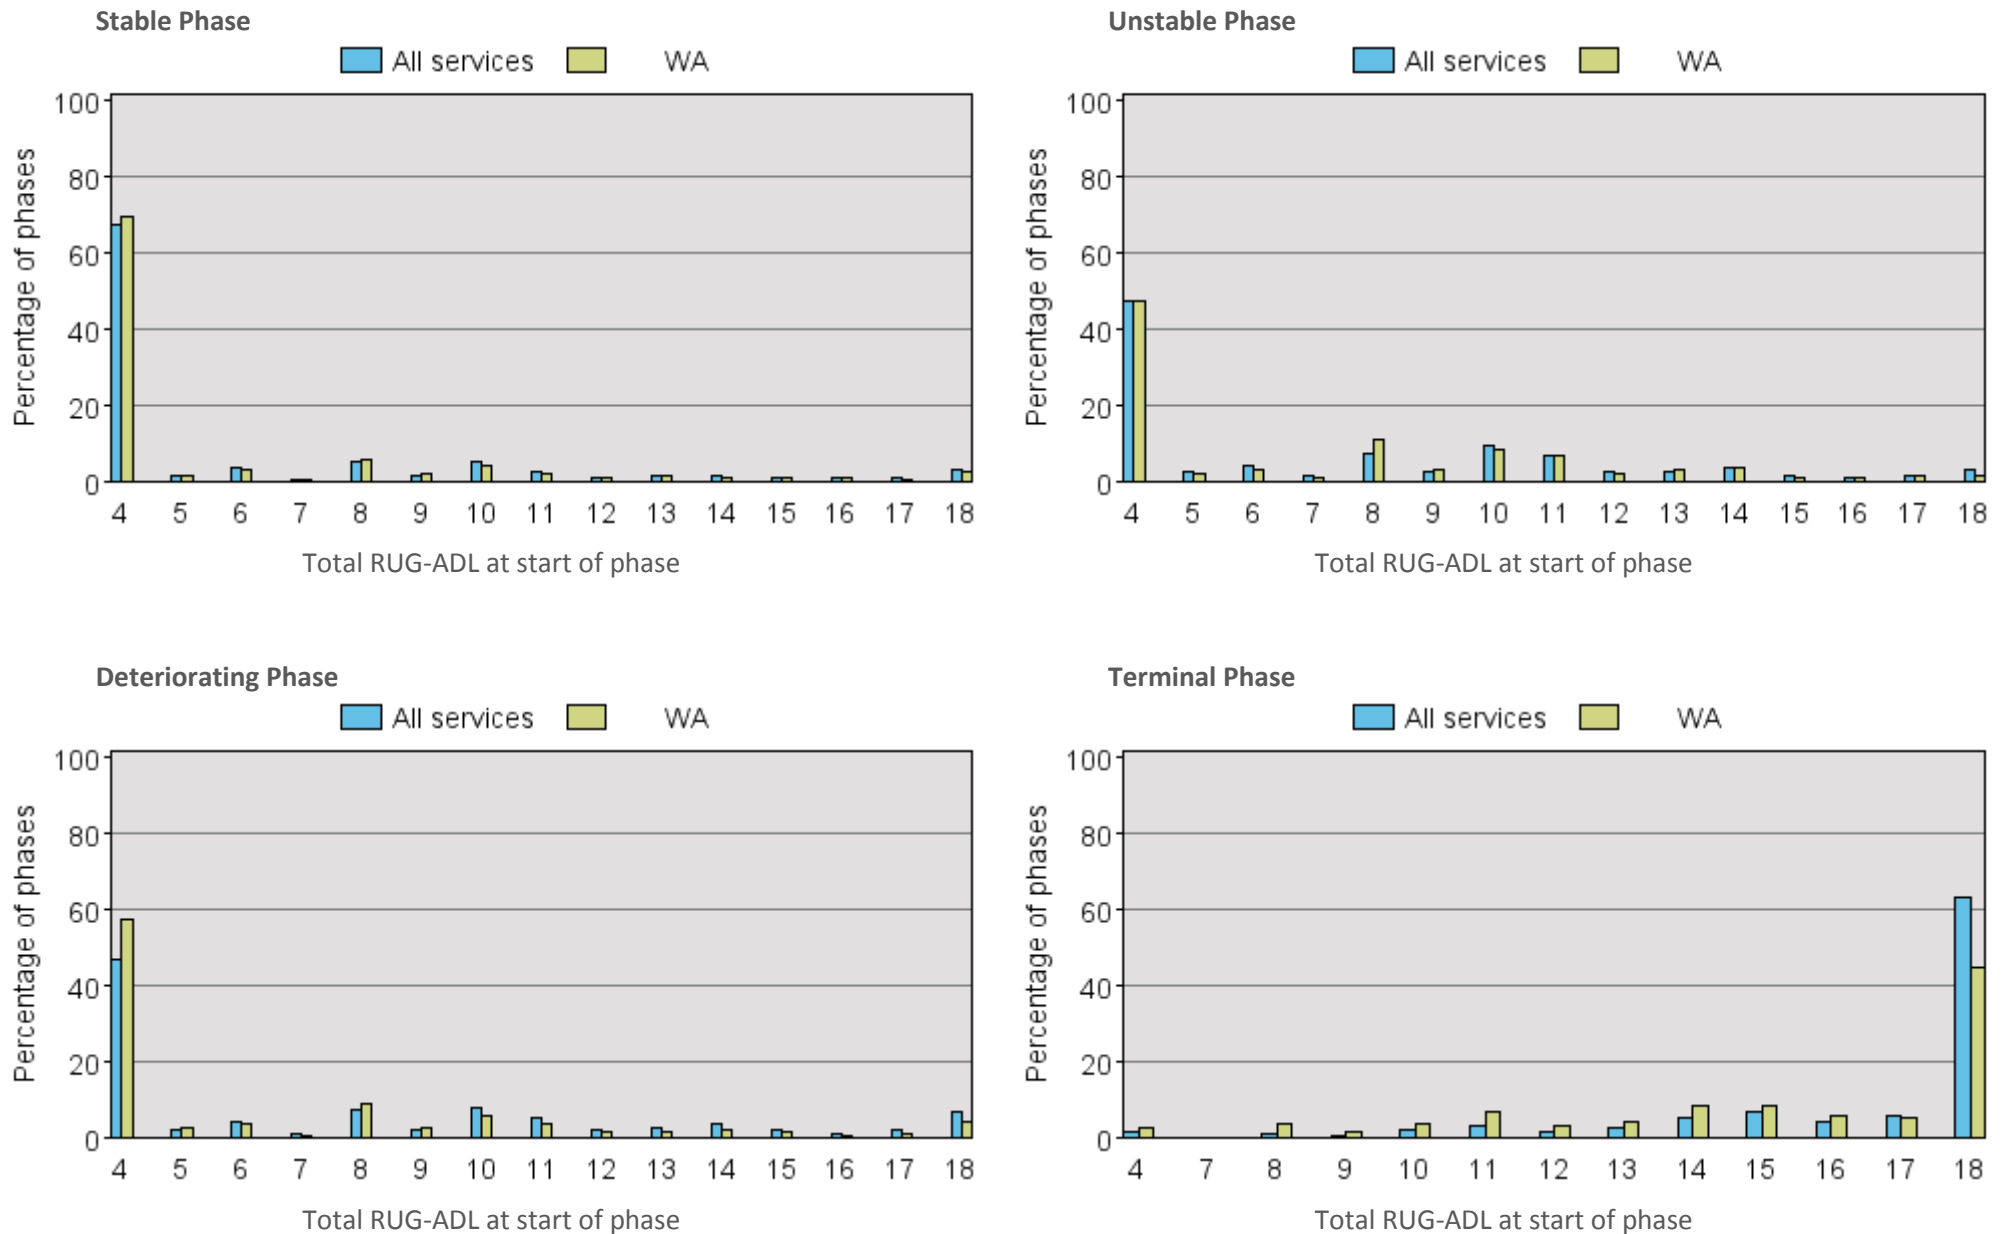 Stable Phase
All services WA
100
80
60
40
20
0
Percentage of phases
4 5 6 7 8 9 10 11 12 13 14 15 16 17 18
Total RUG-ADL at start of phase
Unstable Phase
All services WA
100
80
60
40
20
0
Percentage of phases
4 5 6 7 8 9 10 11 12 13 14 15 16 17 18
Total RUG-ADL at start of phase
Deteriorating Phase
All services WA
100
80
60
40
20
0
Percentage of phases
4 5 6 7 8 9 10 11 12 13 14 15 16 17 18
Total RUG-ADL at start of phase
Terminal Phase
All services WA
100
80
60
40
20
0
Percentage of phases
4 7 8 9 10 11 12 13 14 15 16 17 18
Total RUG-ADL at start of phase